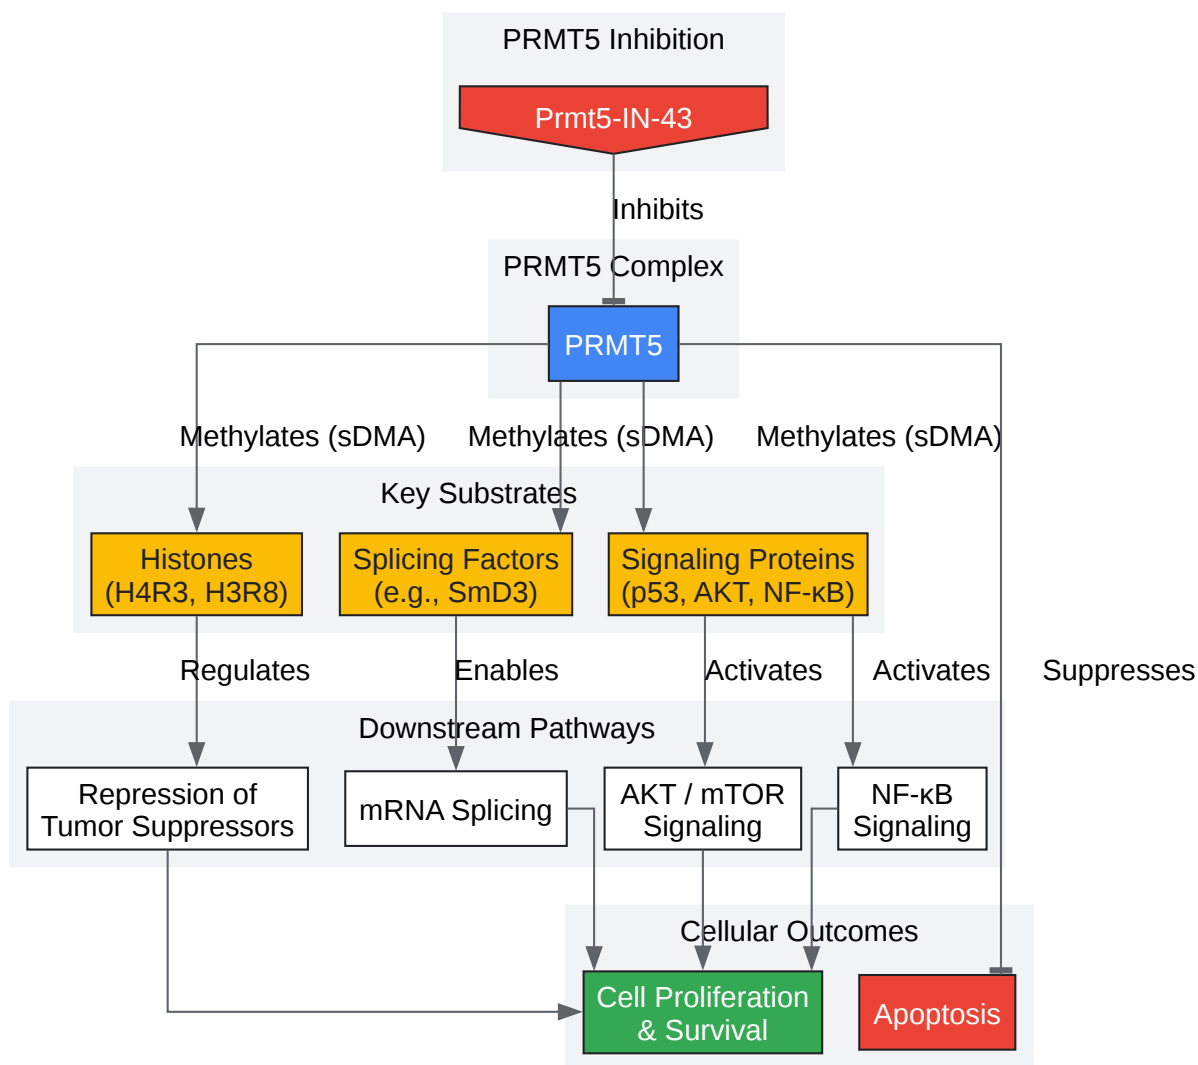 PRMT5 Inhibition
Prmt5-IN-43
Inhibits
PRMT5 Complex
PRMT5
Methylates (sDMA)
Methylates (sDMA)
Methylates (sDMA)
Key Substrates
Histones
(H4R3, H3R8)
Splicing Factors
(e.g., SmD3)
Signaling Proteins
(p53, AKT, NF-κB)
Regulates
Enables
Activates
Activates
Suppresses
Downstream Pathways
Repression of
Tumor Suppressors
mRNA Splicing
AKT / mTOR
Signaling
NF-κB
Signaling
Cellular Outcomes
Cell Proliferation
& Survival
Apoptosis